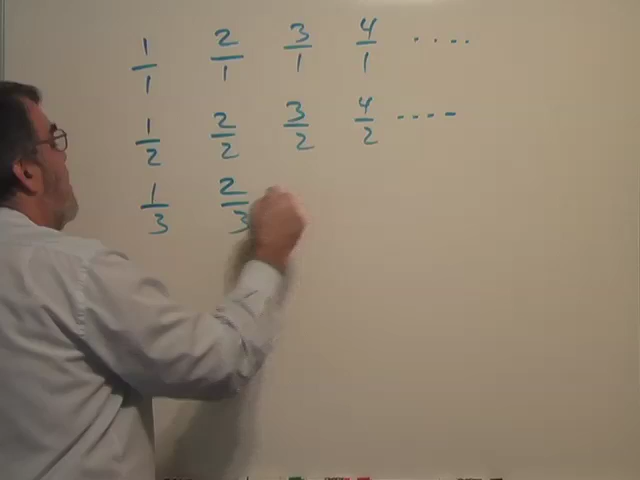 1/1 2/1 3/1 4/1 ....
1/2 2/2 3/2 4/2 ----
1/3 2/3